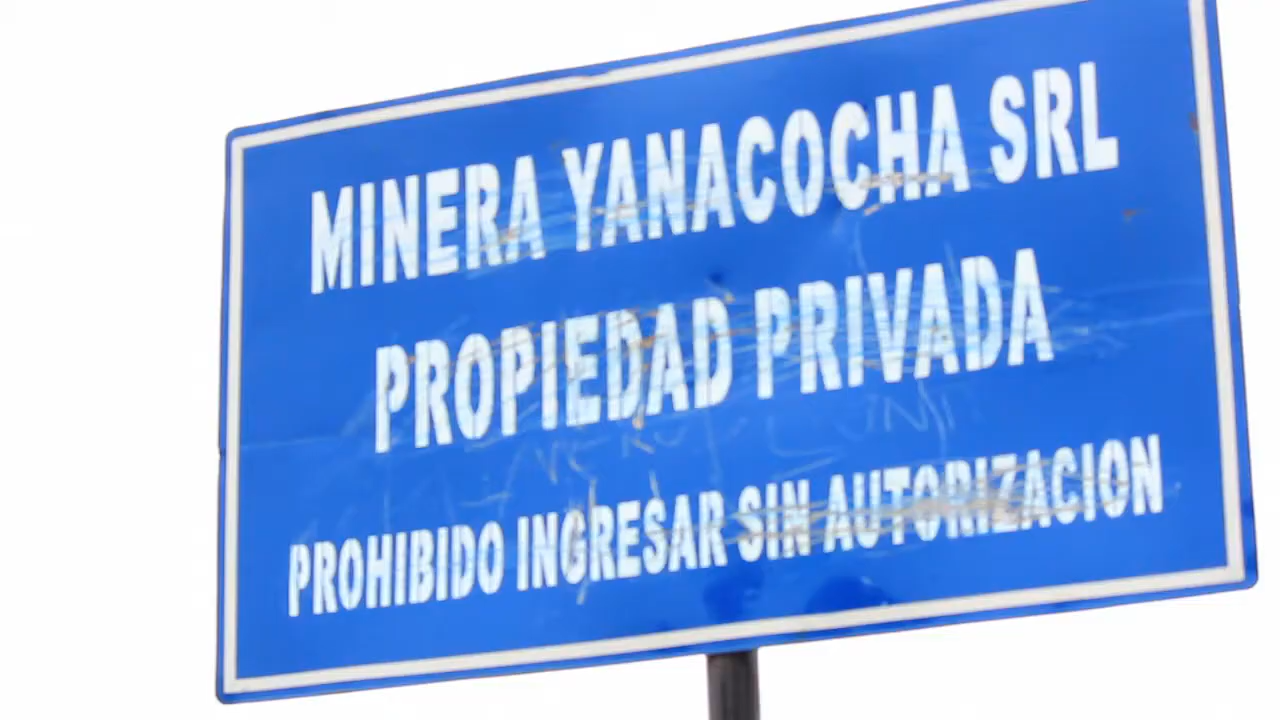 MINERA YANACOCHA SRL
PROPIEDAD PRIVADA
PROHIBIDO INGRESAR SIN AUTORIZACION